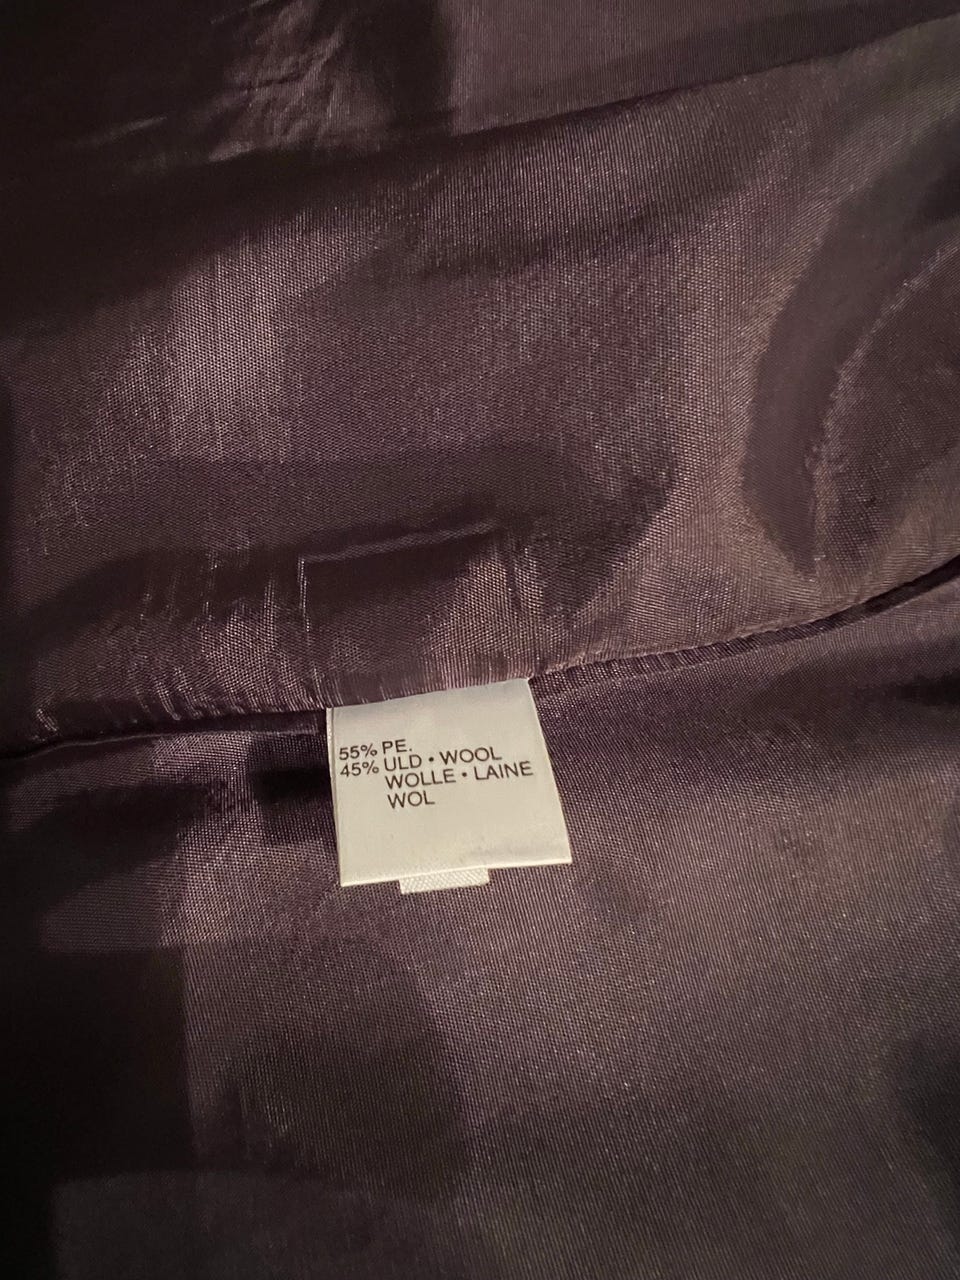 55% PE.
45% ULD • WOOL
WOLLE • LAINE
WOL